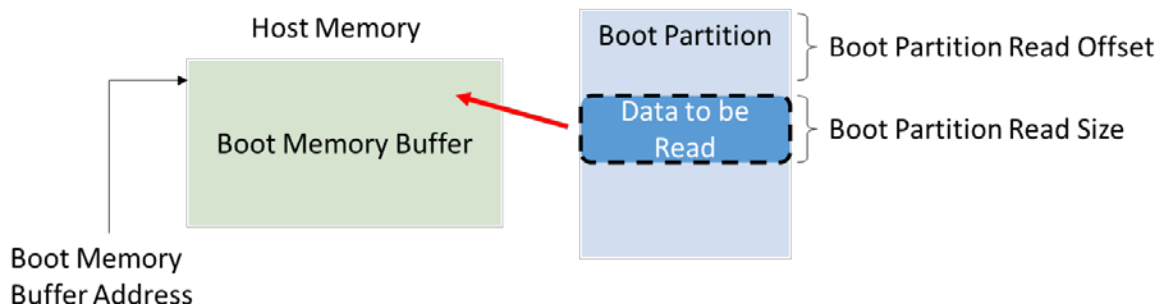 Host Memory
Boot Partition
Boot Partition Read Offset
Data to be
Read
Boot Partition Read Size
Boot Memory Buffer
Boot Memory
Buffer Address